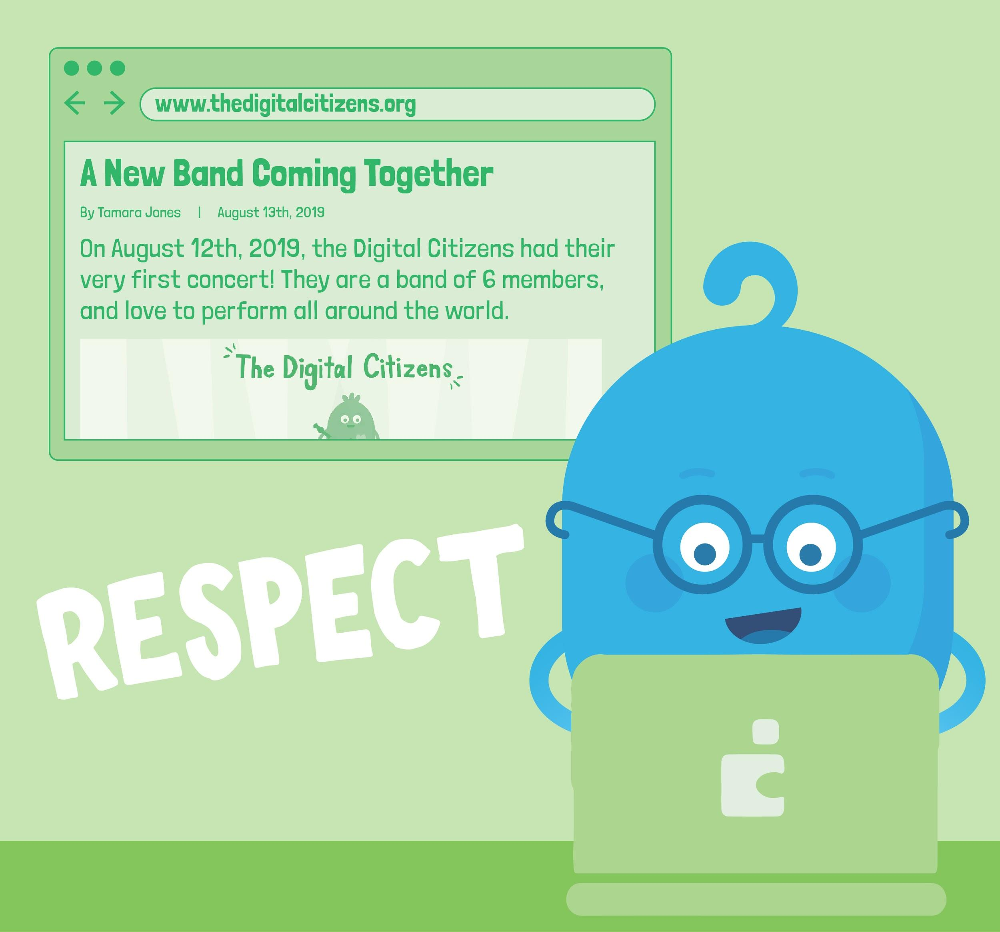 www.thedigitalcitizens.org
A New Band Coming Together
By Tamara Jones | August 13th, 2019
On August 12th, 2019, the Digital Citizens had their
very first concert! They are a band of 6 members,
and love to perform all around the world.
The Digital Citizens
RESPECT